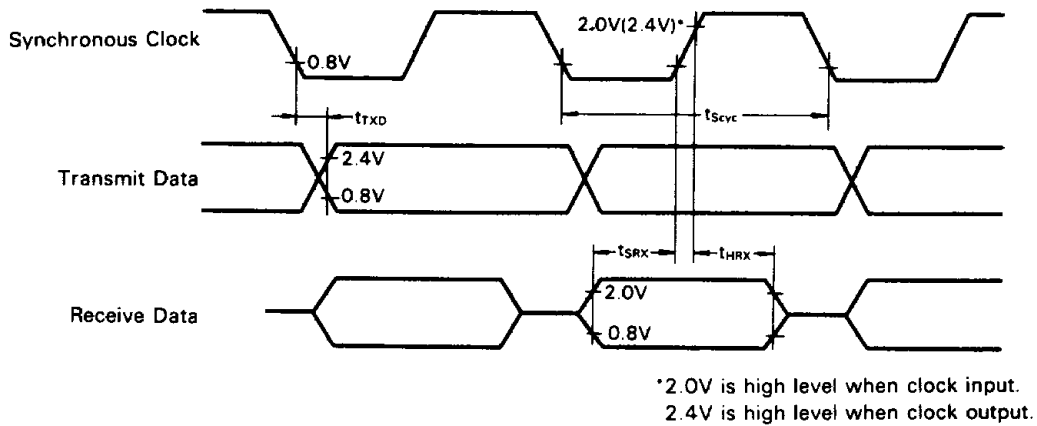 2.0V(2.4V)*
Synchronous Clock
0.8V
tTXD
tScyc
2.4V
Transmit Data
0.8V
tSRX
tHRX
2.0V
Receive Data
0.8V
*2.0V is high level when clock input.
2.4V is high level when clock output.